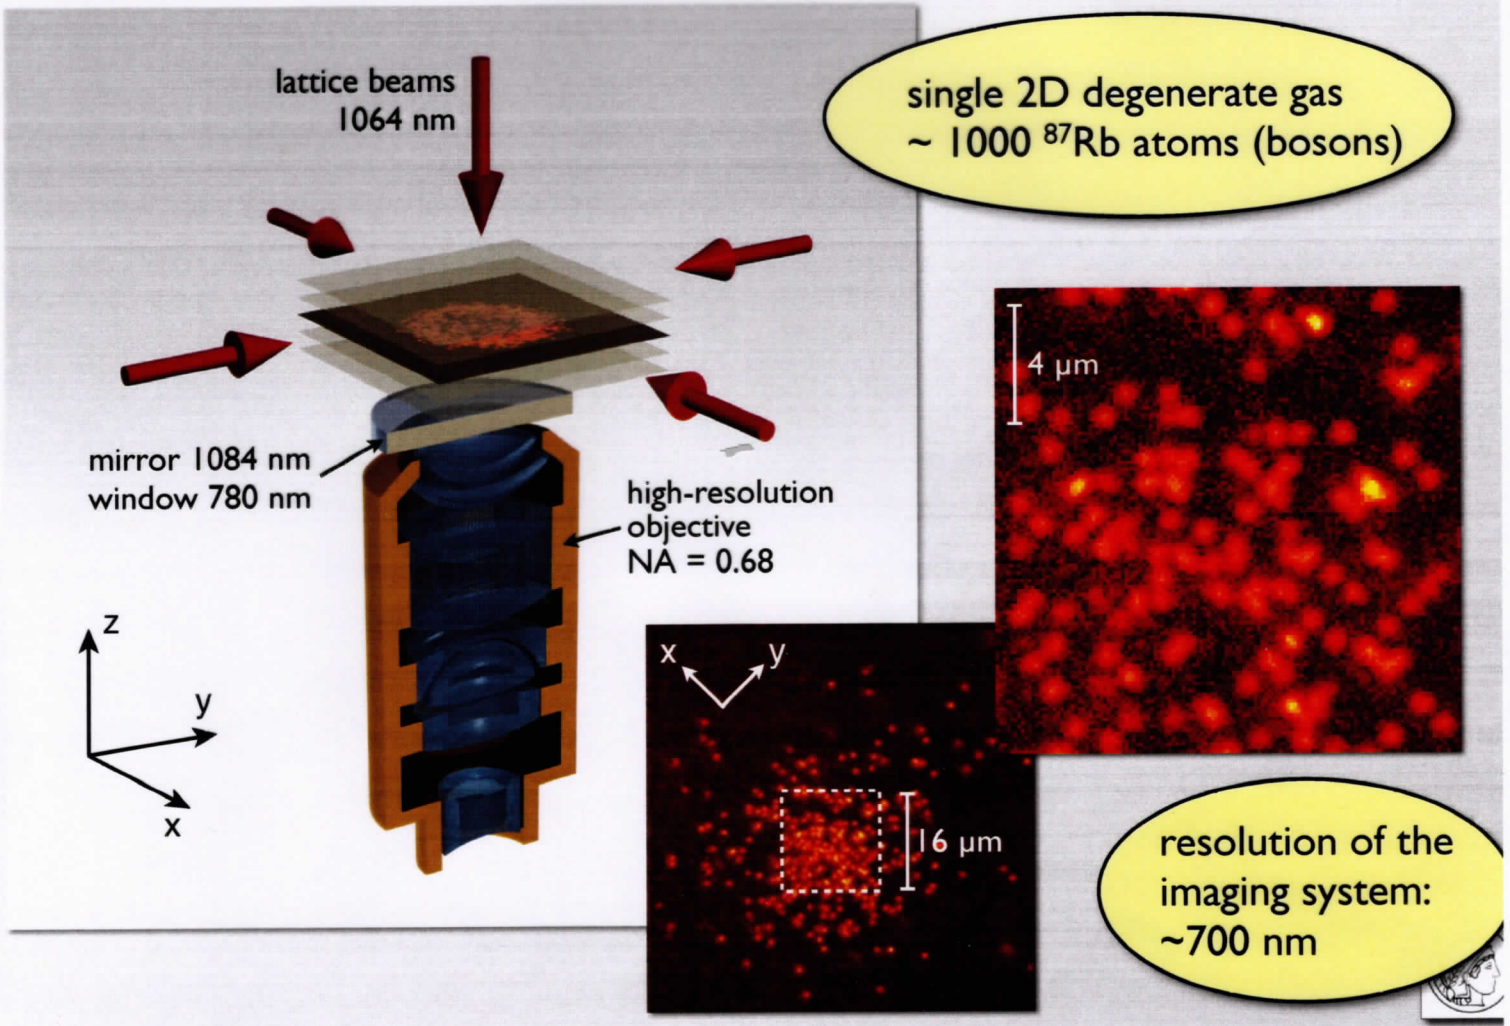 lattice beams
1064 nm
single 2D degenerate gas
~ 1000 ⁸⁷Rb atoms (bosons)
4 µm
mirror 1084 nm
window 780 nm
high-resolution
objective
NA = 0.68
z
y
x
x
y
16 µm
resolution of the
imaging system:
~700 nm